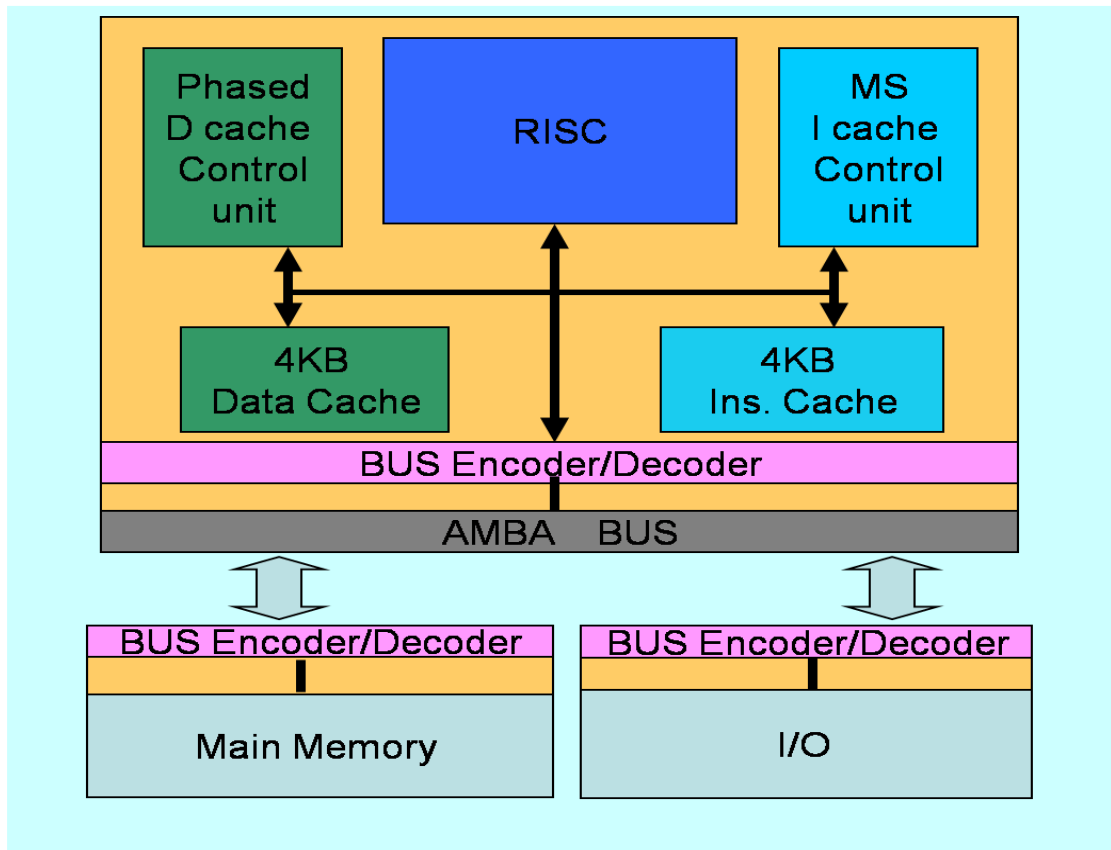 Phased
D cache
Control
unit
RISC
MS
I cache
Control
unit
4KB
Data Cache
4KB
Ins. Cache
BUS Encoder/Decoder
AMBA BUS
BUS Encoder/Decoder
Main Memory
BUS Encoder/Decoder
I/O